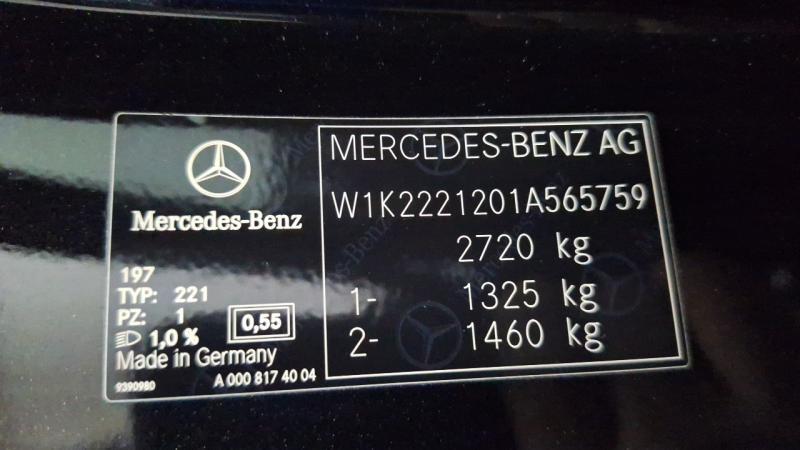 Mercedes-Benz
197
TYP: 221
PZ: 1
1,0 %
0,55
Made in Germany
9390980
A 000 817 40 04
MERCEDES-BENZ AG
W1K2221201A565759
2720 kg
1- 1325 kg
2- 1460 kg